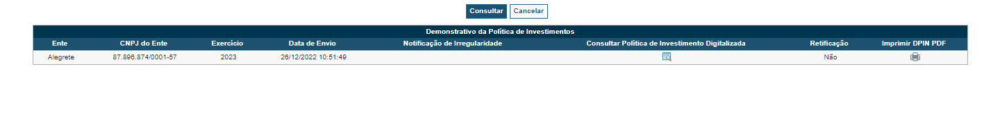 Consultar Cancelar
Demonstrativo da Política de Investimentos
Ente CNPJ do Ente Exercício Data de Envio Notificação de Irregularidade Consultar Política de Investimento Digitalizada Retificação Imprimir DPIN PDF
Alegrete 87.896.874/0001-57 2023 26/12/2022 10:51:49 Não